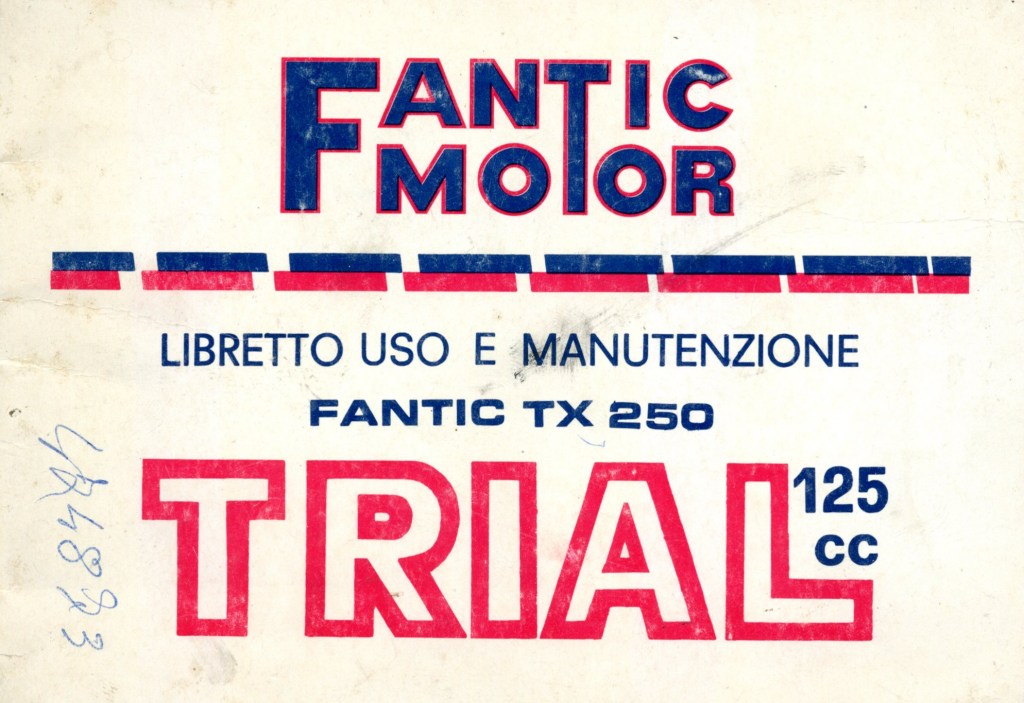 FANTIC
MOTOR
LIBRETTO USO E MANUTENZIONE
FANTIC TX 250
TRIAL 125
cc